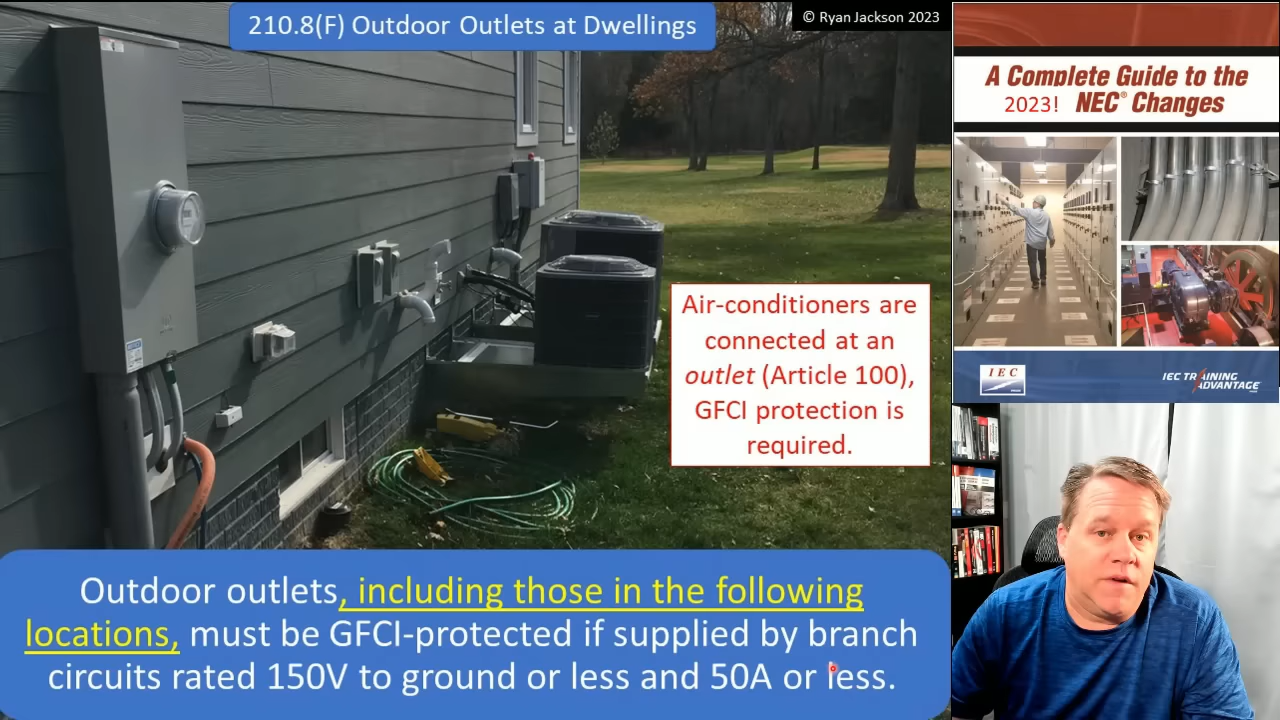 210.8(F) Outdoor Outlets at Dwellings
© Ryan Jackson 2023
A Complete Guide to the
2023! NEC® Changes
Air-conditioners are
connected at an
outlet (Article 100),
GFCI protection is
required.
IEC
IEC TRAINING
ADVANTAGE
Outdoor outlets, including those in the following
locations, must be GFCI-protected if supplied by branch
circuits rated 150V to ground or less and 50A or less.